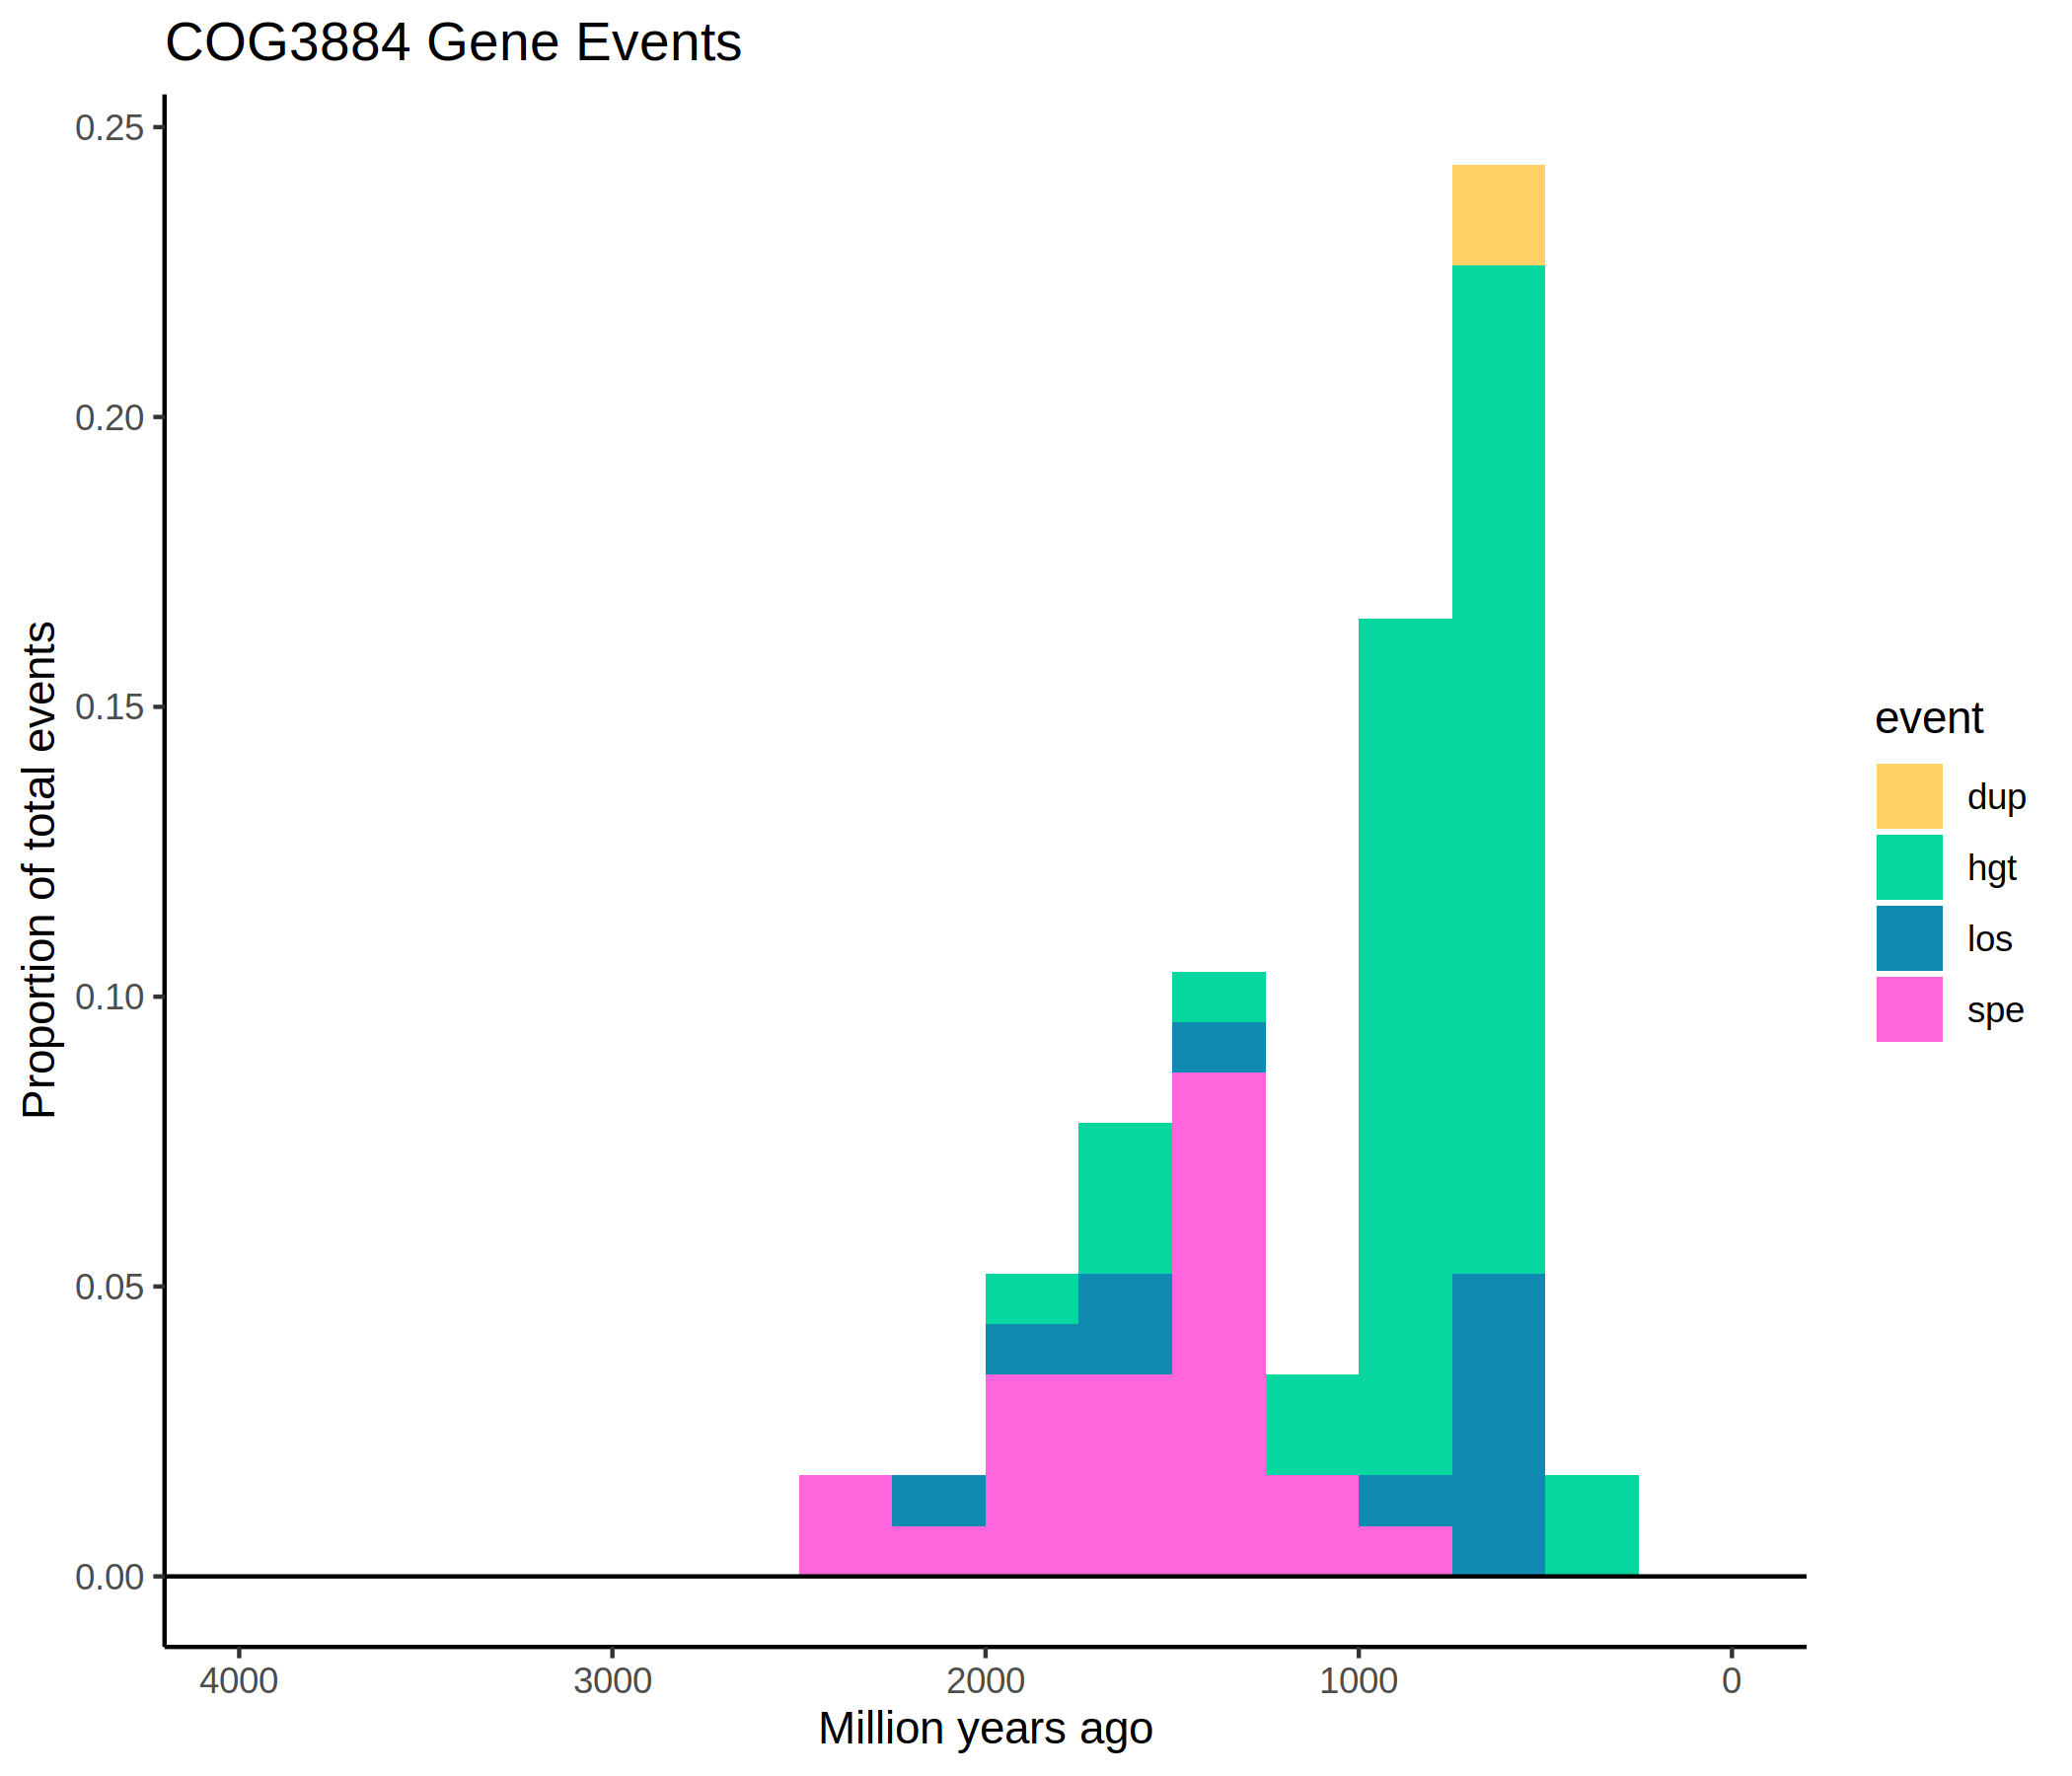 COG3884 Gene Events
0.25
0.20
0.15
0.10
0.05
0.00
Proportion of total events
4000 3000 2000 1000 0
Million years ago
event
dup
hgt
los
spe